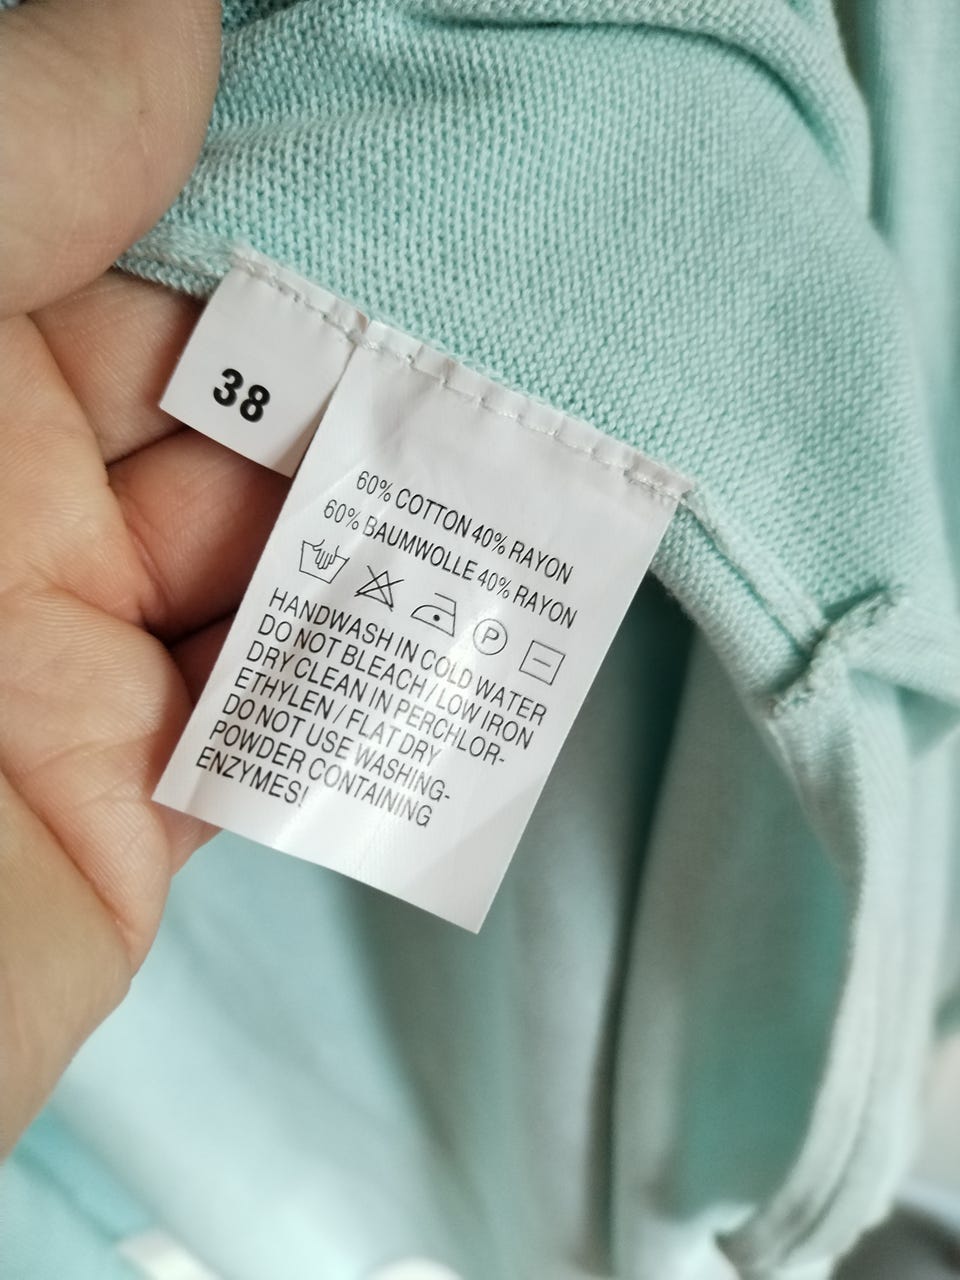 38
60% COTTON 40% RAYON
60% BAUMWOLLE 40% RAYON
P
HANDWASH IN COLD WATER
DO NOT BLEACH / LOW IRON
DRY CLEAN IN PERCHLOR-
ETHYLEN / FLAT DRY
DO NOT USE WASHING-
POWDER CONTAINING
ENZYMES!